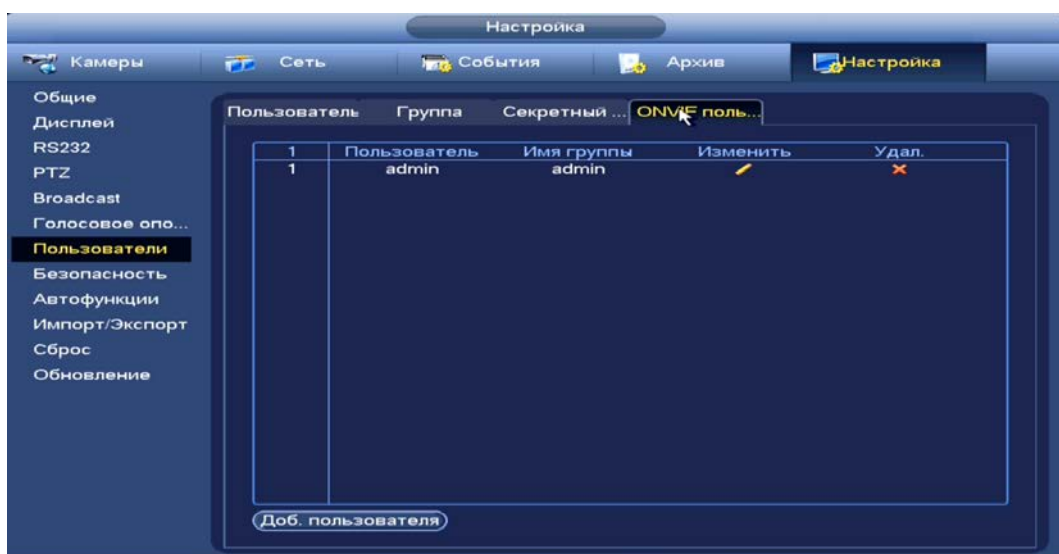 Настройка
Камеры Сеть События Архив Настройка
Общие
Дисплей
RS232
PTZ
Broadcast
Голосовое опо...
Пользователи
Безопасность
Автофункции
Импорт/Экспорт
Сброс
Обновление
Пользователь Группа Секретный ... ONVIF поль...
1 Пользователь Имя группы Изменить Удал.
1 admin admin
Доб. пользователя